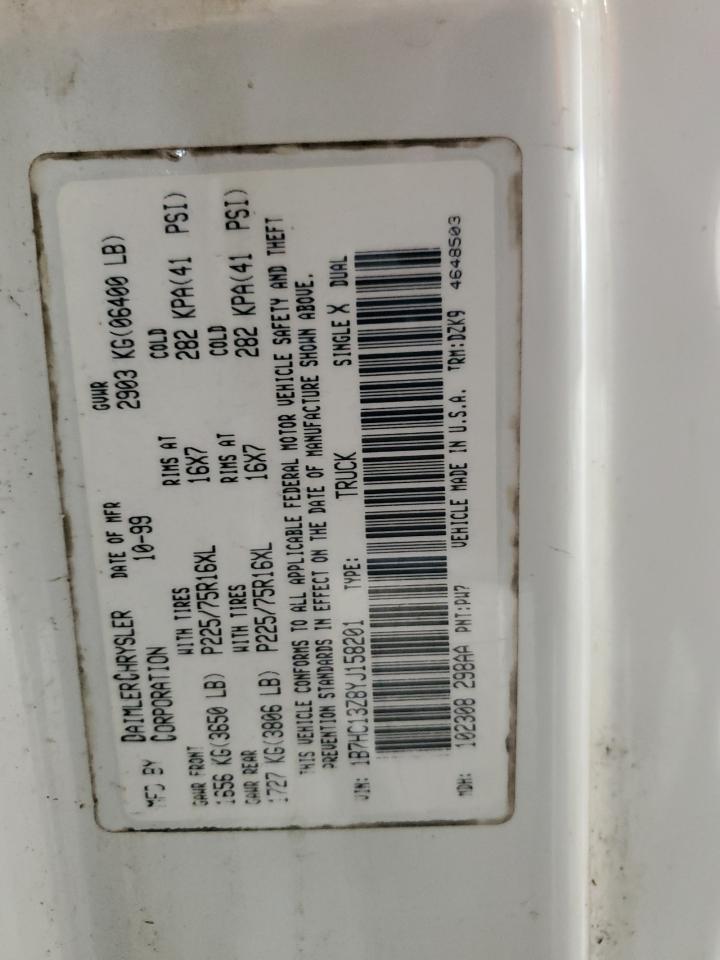 MFD BY DAIMLERCHRYSLER DATE OF MFR GVWR
CORPORATION 10-99 2903 KG(06400 LB)
GAWR FRONT WITH TIRES RIMS AT COLD
1656 KG(3650 LB) P225/75R16XL 16X7 282 KPA(41 PSI)
GAWR REAR WITH TIRES RIMS AT COLD
1727 KG(3806 LB) P225/75R16XL 16X7 282 KPA(41 PSI)
THIS VEHICLE CONFORMS TO ALL APPLICABLE FEDERAL MOTOR VEHICLE SAFETY AND THEFT
PREVENTION STANDARDS IN EFFECT ON THE DATE OF MANUFACTURE SHOWN ABOVE.
VIN: 1B7HC13Z8YJ158201 TYPE: TRUCK SINGLE X DUAL
MDH: 102308 298AA PNT:PW7 VEHICLE MADE IN U.S.A. TRM:DZK9 4648503